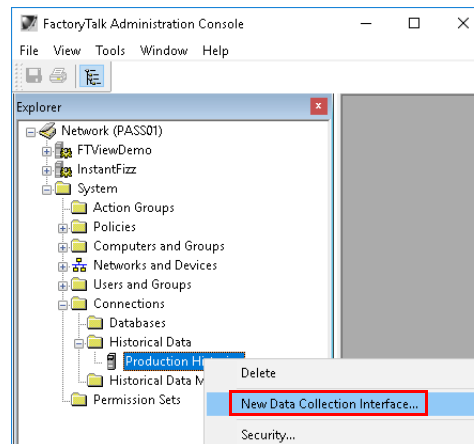 FactoryTalk Administration Console
File View Tools Window Help
Explorer
Network (PASS01)
FTViewDemo
InstantFizz
System
Action Groups
Policies
Computers and Groups
Networks and Devices
Users and Groups
Connections
Databases
Historical Data
Production
Delete
Historical Data
New Data Collection Interface...
Permission Sets
Security...